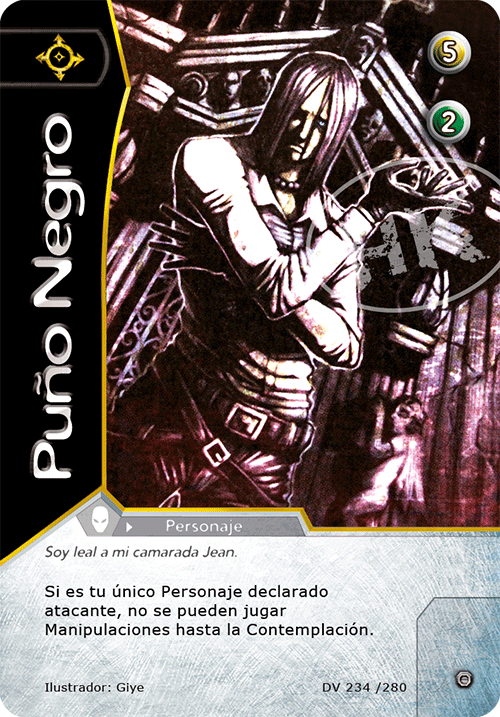 5
2
Puño Negro
HK
Personaje
Soy leal a mi camarada Jean.
Si es tu único Personaje declarado
atacante, no se pueden jugar
Manipulaciones hasta la Contemplación.
Ilustrador: Giye
DV 234 /280